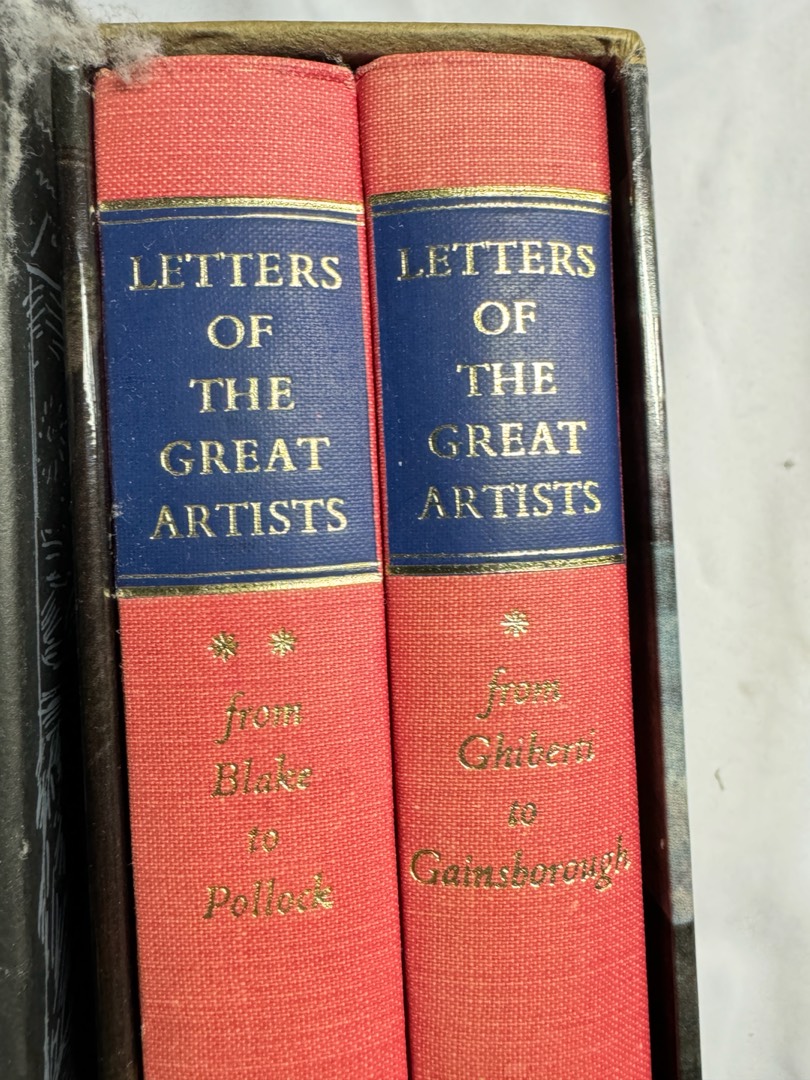 LETTERS
OF
THE
GREAT
ARTISTS
* *
from
Blake
to
Pollock
LETTERS
OF
THE
GREAT
ARTISTS
*
from
Ghiberti
to
Gainsborough